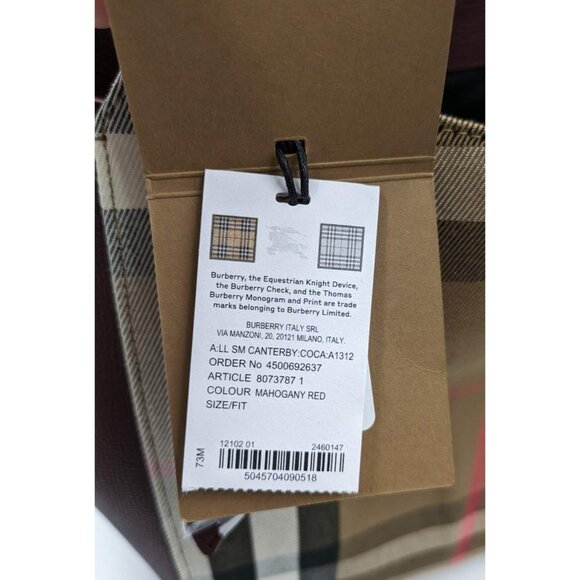 Burberry, the Equestrian Knight Device,
the Burberry Check, and the Thomas
Burberry Monogram and Print are trade
marks belonging to Burberry Limited.
BURBERRY ITALY SRL
VIA MANZONI, 20, 20121 MILANO, ITALY.
A:LL SM CANTERBY:COCA:A1312
ORDER No 4500692637
ARTICLE 8073787 1
COLOUR MAHOGANY RED
SIZE/FIT
73M
12102 01 2460147
5045704090518